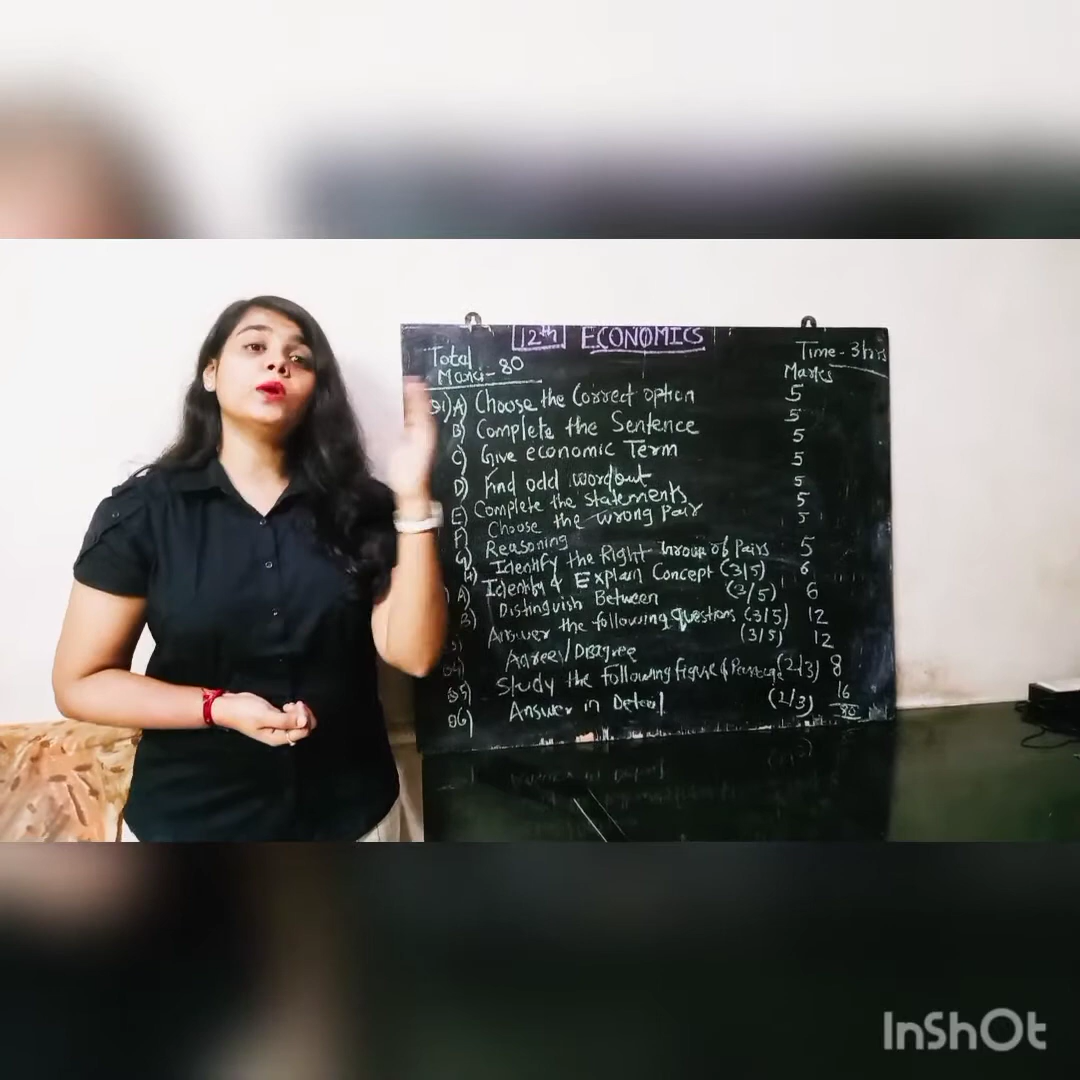 12th ECONOMICS
Total Time - 3hrs
Marks - 80 Marks
Q1) A) Choose the Correct option 5
B) Complete the Sentence 5
C) Give economic Term 5
D) Find odd word out 5
E) Complete the statements 5
F) Choose the wrong Pair 5
G) Reasoning 5
H) Identify the Right Group of Pairs 5
A) Identify & Explain Concept (3/5) 6
B) Distinguish Between (3/5) 6
Answer the following questions (3/5) 12
Q4) Agree/Disagree (3/5) 12
Q5) Study the following figure & Passage (2/3) 8
Q6) Answer in Detail (2/3) 16
80
InShOt